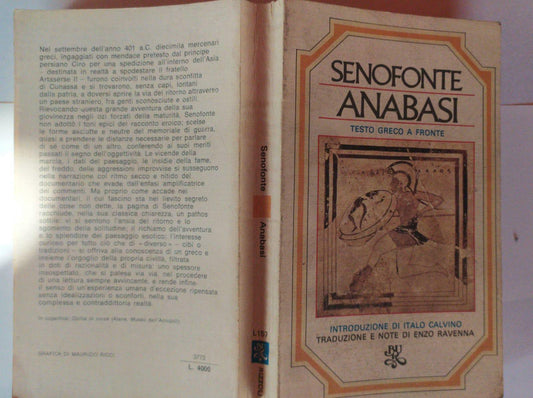 Nel settembre dell'anno 401 a.C. diecimila mercenari
greci, ingaggiati con mendace pretesto dal principe
persiano Ciro per una spedizione all'interno dell'Asia
- destinata in realtà a spodestare il fratello
Artaserse II - furono coinvolti nella dura sconfitta
di Cunassa e si trovarono, senza capi, lontani
dalla patria, a doversi aprire la via del ritorno attraverso
un paese straniero, fra genti sconosciute e ostili.
Rievocando questa grande avventura della sua
giovinezza negli ozi forzati della maturità, Senofonte
non adottò i toni epici del racconto eroico; scelse
le forme asciutte e neutre del memoriale di guerra,
quasi a prendere le distanze necessarie per parlare
di sé come di un altro, conferendo ai suoi meriti
passati il segno dell'oggettività. Le vicende della
marcia, i dati del paesaggio, le insidie della fame,
del freddo, delle aggressioni improvvise si susseguono
nella narrazione col ritmo secco e nitido del
documentario che evade dall'enfasi amplificatrice
dei commenti. Ma proprio come accade nei
documentari, il cui fascino sta nel lievito segreto
delle cose non dette, la pagina di Senofonte
racchiude, nella sua classica chiarezza, un pathos
sottile: vi si sentono l'ansia del ritorno e lo
sgomento della solitudine; il richiamo dell'avventura
e lo splendore del paesaggio esotico; l'interesse
curioso per tutto ciò che di « diverso » - cibi o
tradizioni - si offriva alla conoscenza di un greco e
insieme l'orgoglio della propria civiltà, filtrata
in doti di razionalità e di misura: uno spessore
insospettato, che si palesa via via, nel procedere
di una lettura sempre avvincente, e rende infine
il senso di un'esperienza umana d'eccezione ripensata
senza idealizzazioni o sconforti, nella sua
complessa e contraddittoria realtà.
In copertina:
GRAFICA DI MAURIZIO RICCI
L. 4000
Senofonte
Anabasi
SENOFONTE
ANABASI
TESTO GRECO A FRONTE
INTRODUZIONE DI ITALO CALVINO
TRADUZIONE E NOTE DI ENZO RAVENNA
BUR